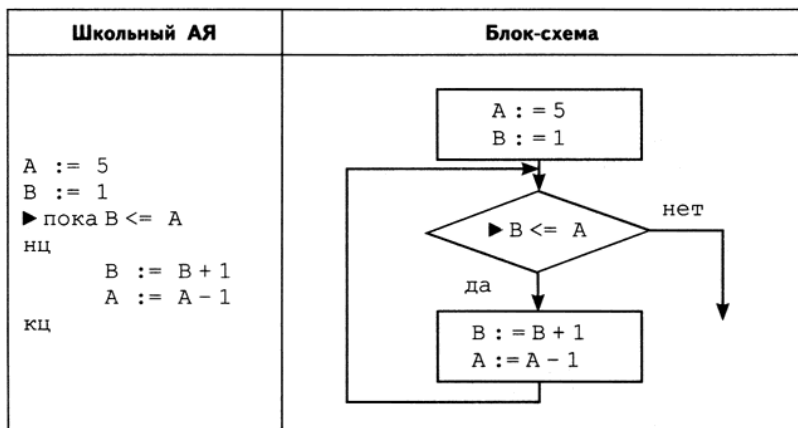 Школьный АЯ
Блок-схема
A := 5
B := 1
▶ пока B <= A
нц
B := B + 1
A := A - 1
кц
A := 5
B := 1
▶ B <= A
нет
да
B := B + 1
A := A - 1